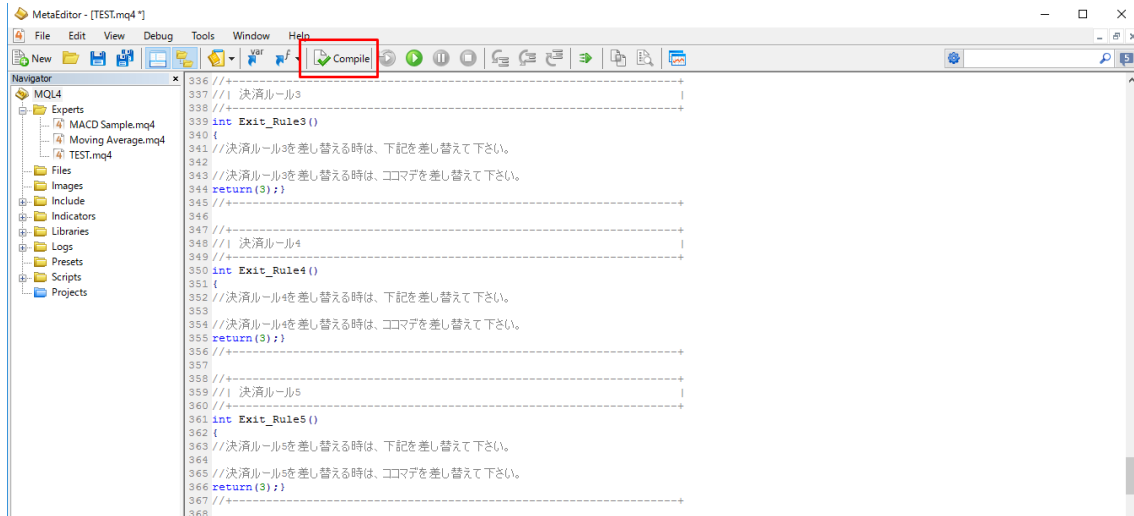 MetaEditor - [TEST.mq4 *]
File Edit View Debug Tools Window Help
New var f Compile 5
Navigator x
MQL4
Experts
MACD Sample.mq4
Moving Average.mq4
TEST.mq4
Files
Images
Include
Indicators
Libraries
Logs
Presets
Scripts
Projects
336 //+------------------------------------------------------------------+
337 //| 決済ルール3 |
338 //+------------------------------------------------------------------+
339 int Exit_Rule3()
340 {
341 //決済ルール3を差し替える時は、下記を差し替えて下さい。
342
343 //決済ルール3を差し替える時は、ココマデを差し替えて下さい。
344 return(3);}
345 //+------------------------------------------------------------------+
346
347 //+------------------------------------------------------------------+
348 //| 決済ルール4 |
349 //+------------------------------------------------------------------+
350 int Exit_Rule4()
351 {
352 //決済ルール4を差し替える時は、下記を差し替えて下さい。
353
354 //決済ルール4を差し替える時は、ココマデを差し替えて下さい。
355 return(3);}
356 //+------------------------------------------------------------------+
357
358 //+------------------------------------------------------------------+
359 //| 決済ルール5 |
360 //+------------------------------------------------------------------+
361 int Exit_Rule5()
362 {
363 //決済ルール5を差し替える時は、下記を差し替えて下さい。
364
365 //決済ルール5を差し替える時は、ココマデを差し替えて下さい。
366 return(3);}
367 //+------------------------------------------------------------------+
368